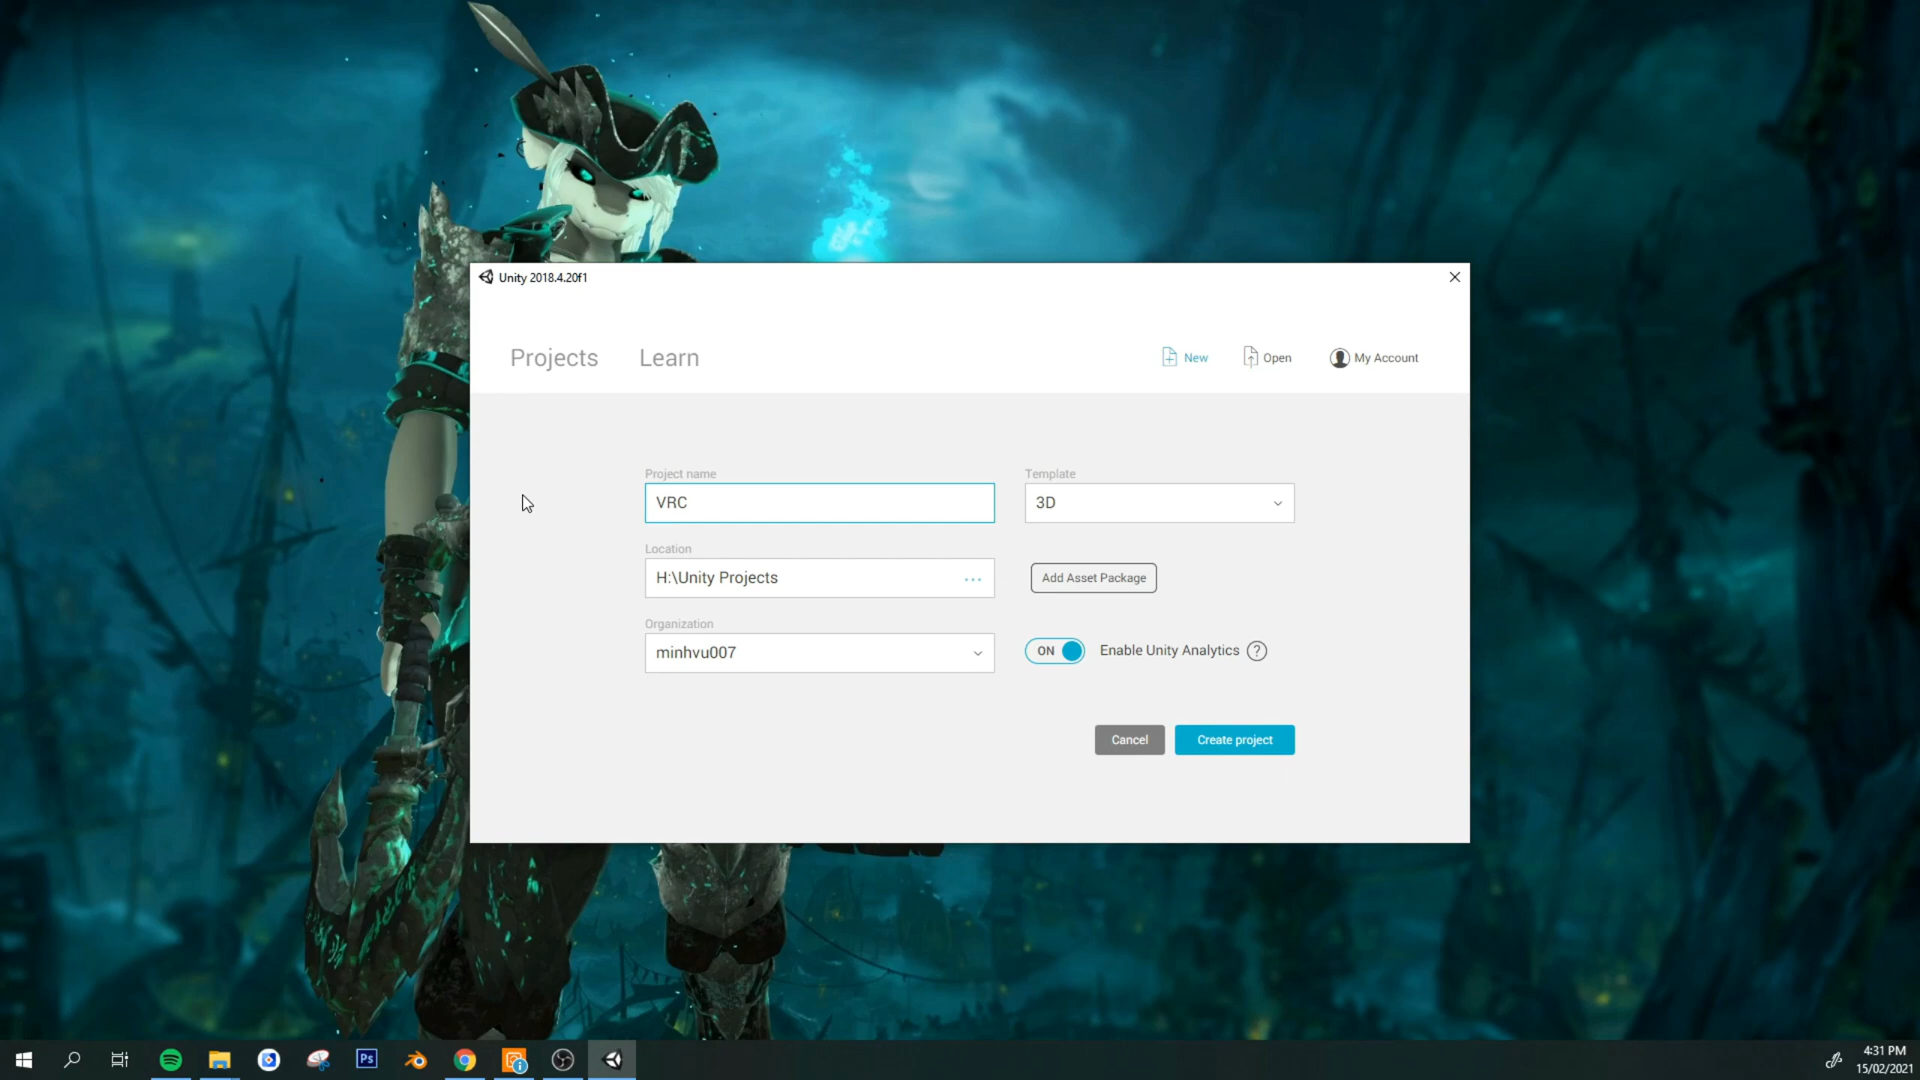 Unity 2018.4.20f1
Projects
Learn
New
Open
My Account
Project name
VRC
Template
3D
Location
H:\Unity Projects
...
Add Asset Package
Organization
minhvu007
ON
Enable Unity Analytics ?
Cancel
Create project
Ps
4:31 PM
15/02/2021